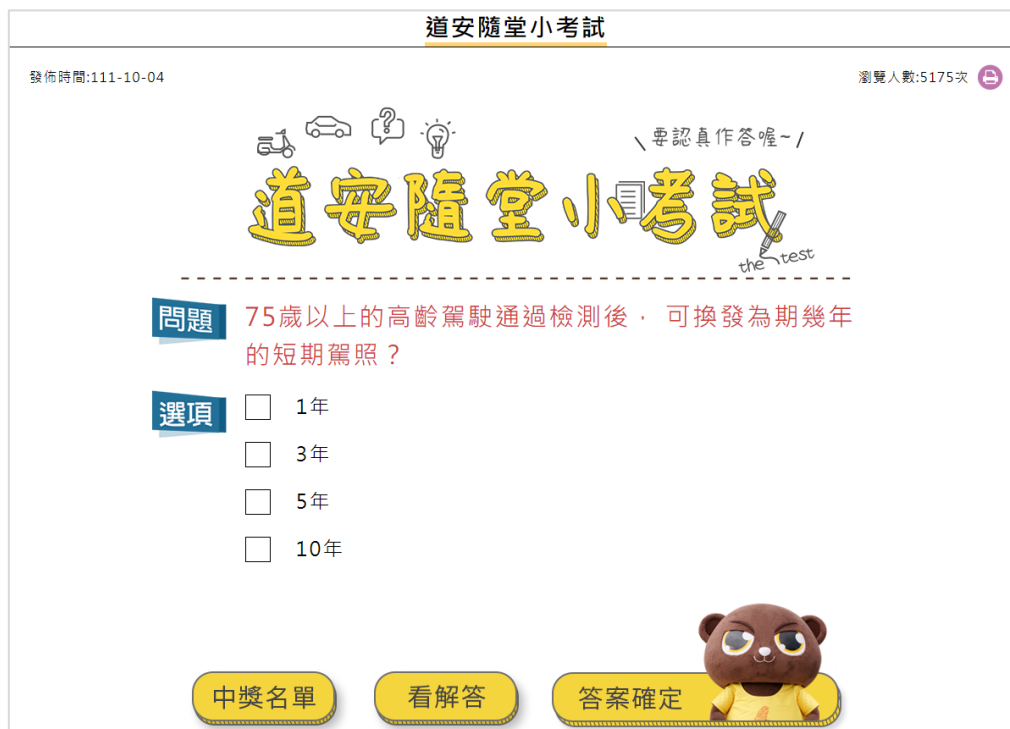 道安隨堂小考試
發佈時間:111-10-04
瀏覽人數:5175次
要認真作答喔~
道安隨堂小考試
the test
問題
75歲以上的高齡駕駛通過檢測後， 可換發為期幾年
的短期駕照？
選項
1年
3年
5年
10年
中獎名單
看解答
答案確定